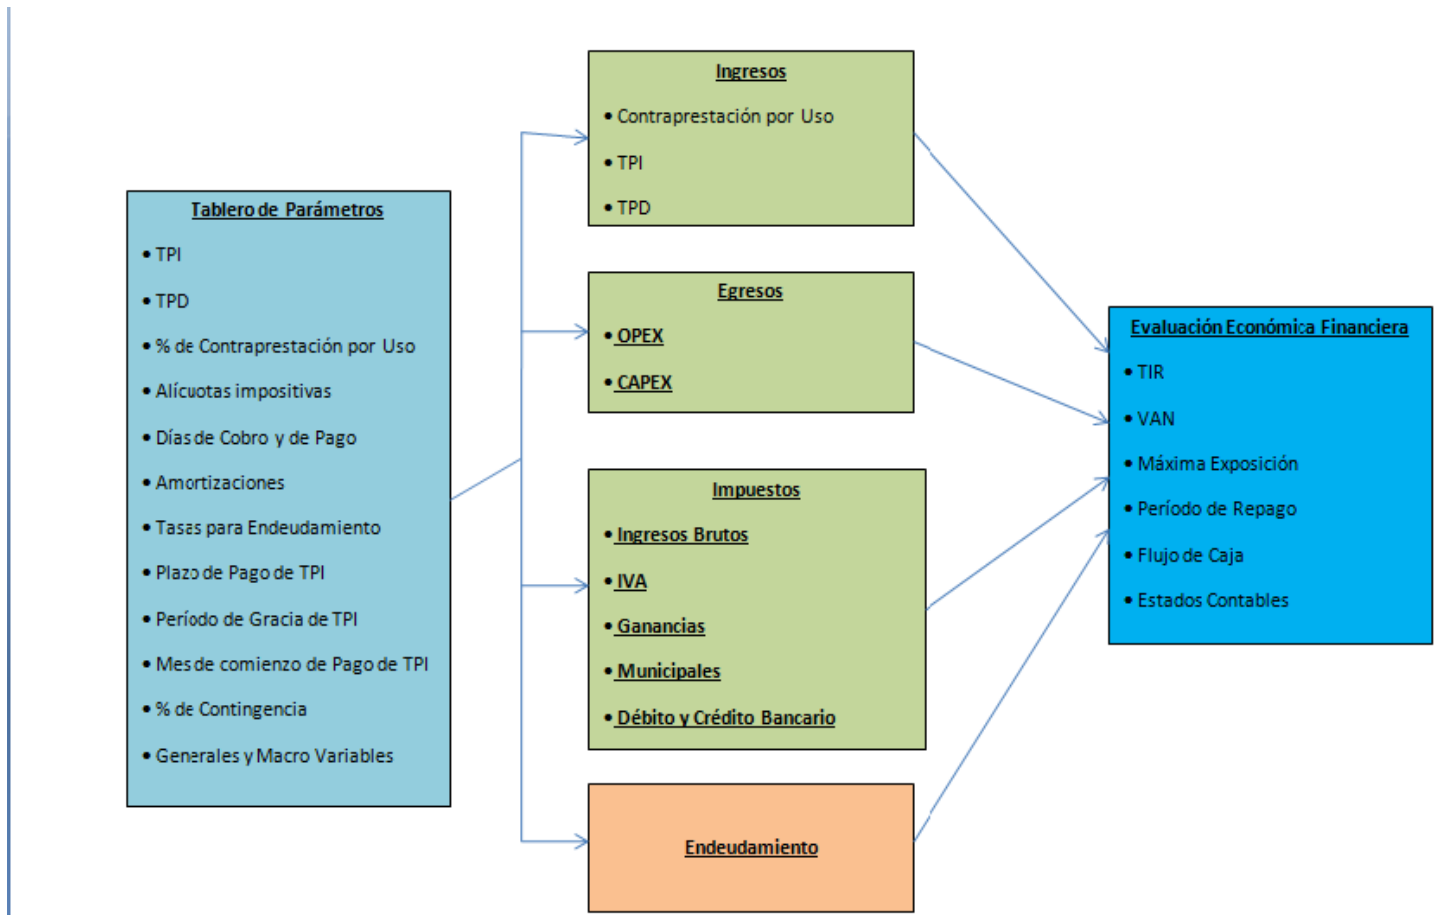 Tablero de Parámetros
• TPI
• TPD
• % de Contraprestación por Uso
• Alícuotas impositivas
• Días de Cobro y de Pago
• Amortizaciones
• Tasas para Endeudamiento
• Plazo de Pago de TPI
• Período de Gracia de TPI
• Mes de comienzo de Pago de TPI
• % de Contingencia
• Generales y Macro Variables
Ingresos
• Contraprestación por Uso
• TPI
• TPD
Egresos
• OPEX
• CAPEX
Impuestos
• Ingresos Brutos
• IVA
• Ganancias
• Municipales
• Débito y Crédito Bancario
Endeudamiento
Evaluación Económica Financiera
• TIR
• VAN
• Máxima Exposición
• Período de Repago
• Flujo de Caja
• Estados Contables